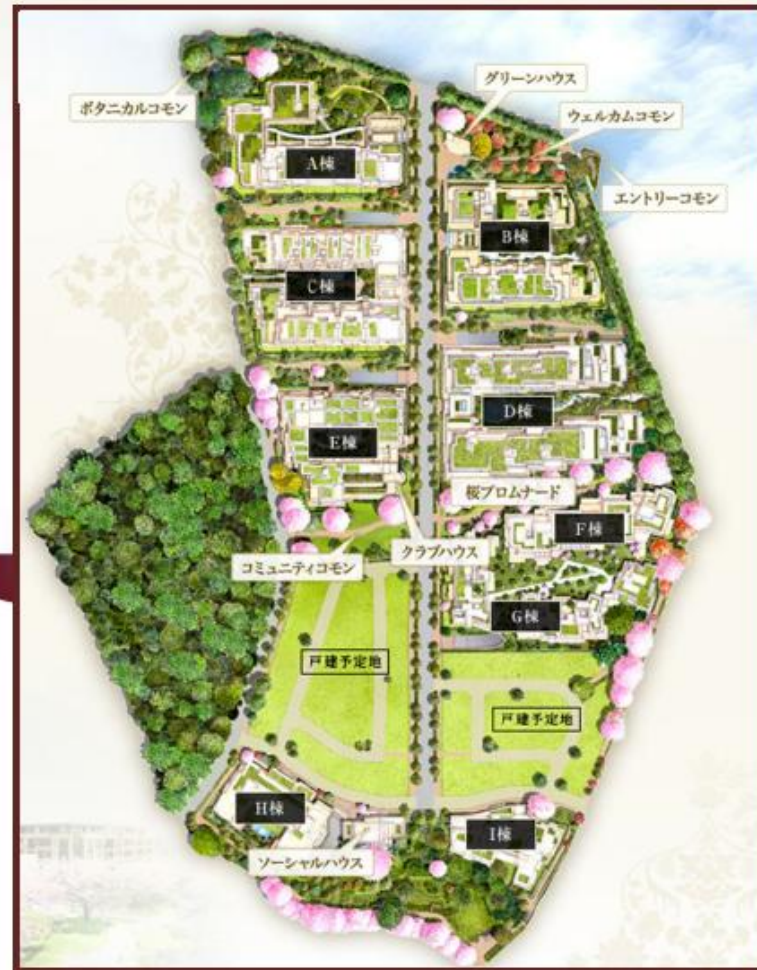 グリーンハウス
ボタニカルコモン
ウェルカムコモン
A棟
エントリーコモン
B棟
C棟
D棟
E棟
桜プロムナード
F棟
クラブハウス
コミュニティコモン
G棟
戸建予定地
戸建予定地
H棟
I棟
ソーシャルハウス